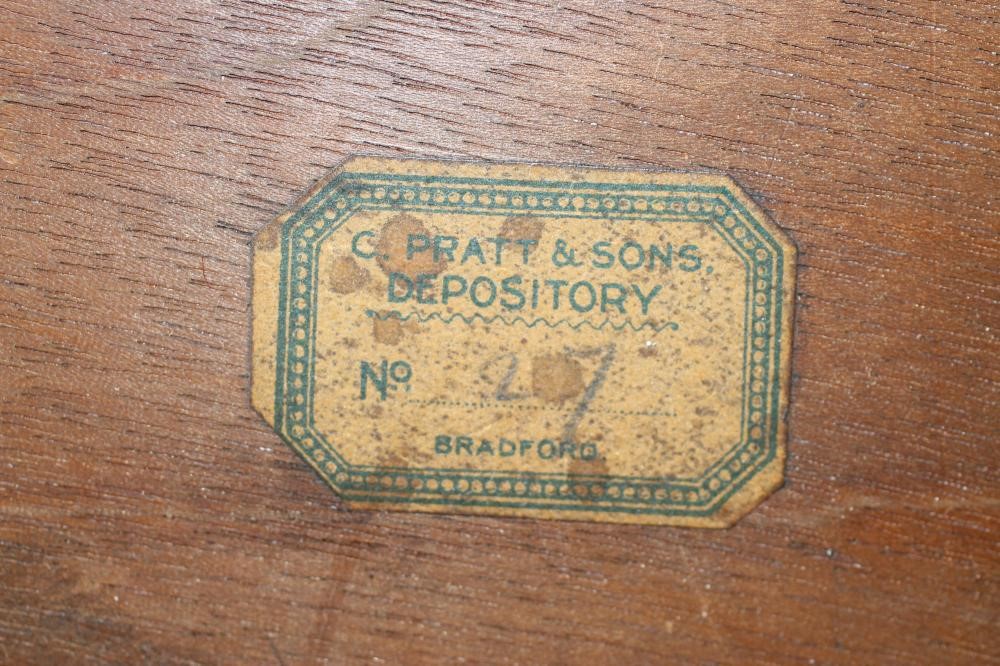 C. PRATT & SONS,
DEPOSITORY
No 27
BRADFORD.